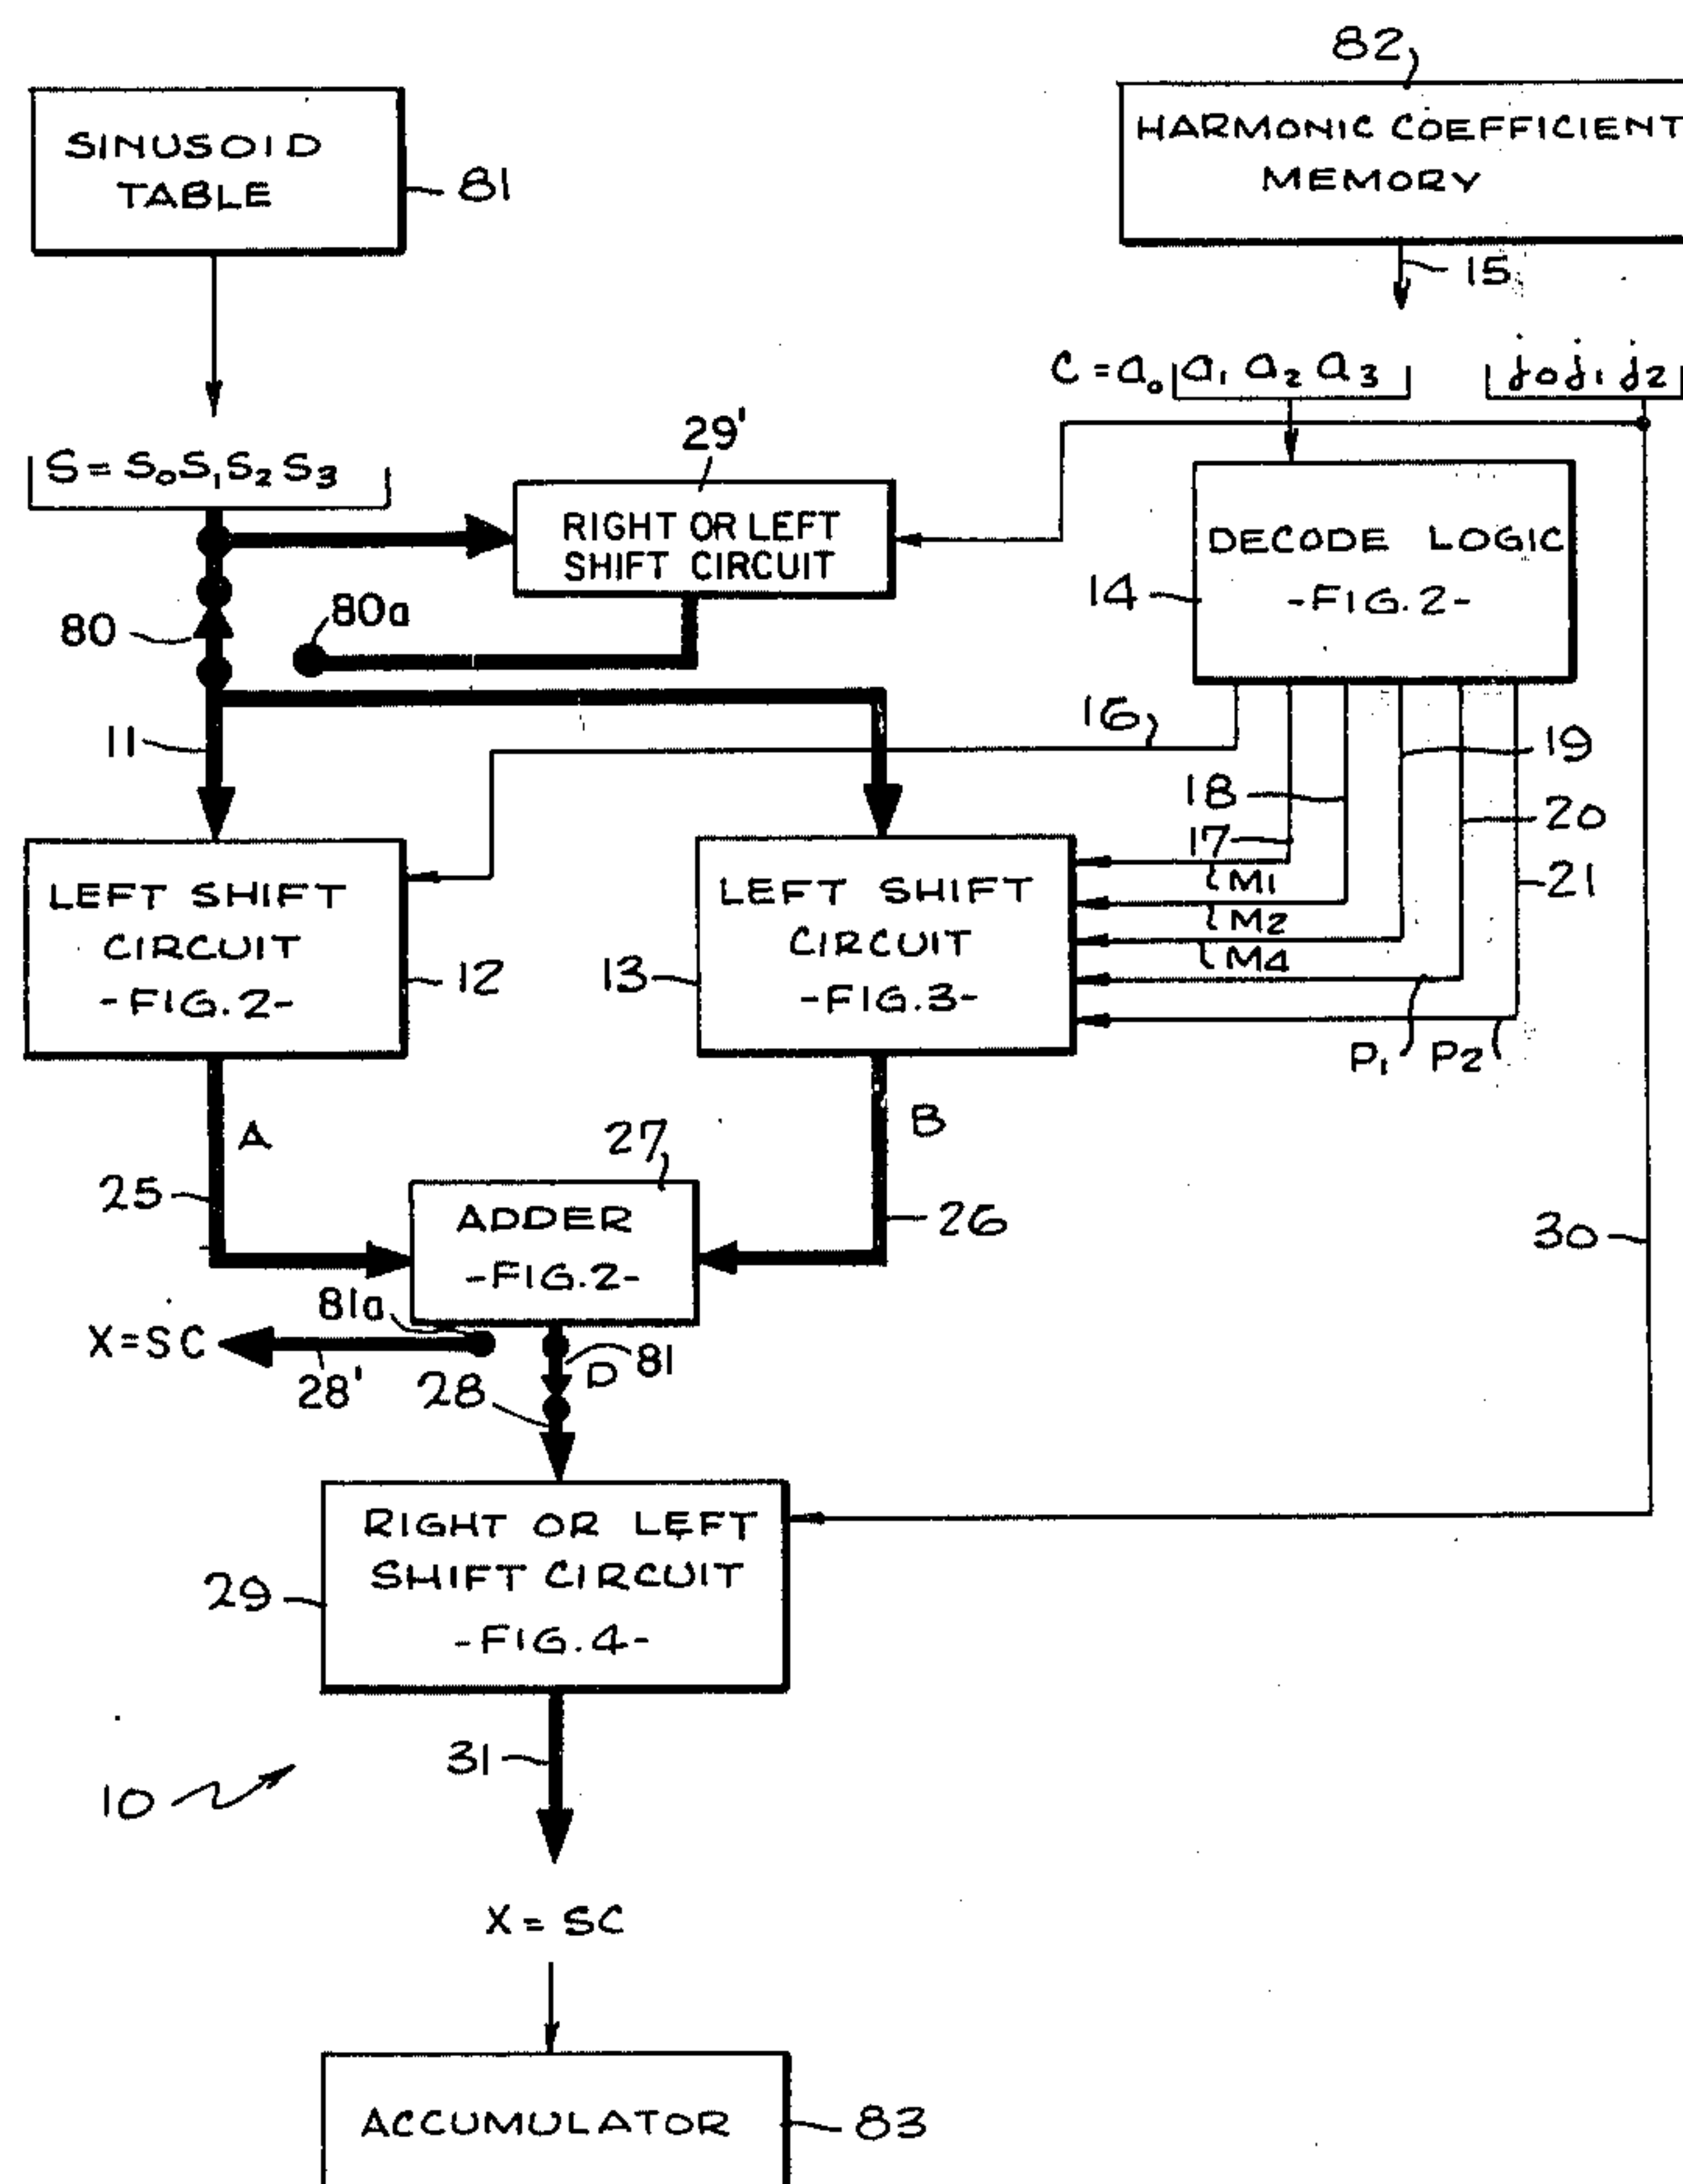 82
SINUSOID
TABLE
81
HARMONIC COEFFICIENT
MEMORY
15
C = a₀ a₁ a₂ a₃
j₀ j₁ j₂
S = S₀ S₁ S₂ S₃
29'
RIGHT OR LEFT
SHIFT CIRCUIT
DECODE LOGIC
-FIG. 2-
14
80
80a
11
16
19
18
20
17
21
M1
M2
M4
P₁ P2
LEFT SHIFT
CIRCUIT
-FIG. 2-
12
LEFT SHIFT
CIRCUIT
-FIG. 3-
13
A
B
25
27
26
30
ADDER
-FIG. 2-
81a
X = SC
28'
28
D
81
RIGHT OR LEFT
SHIFT CIRCUIT
-FIG. 4-
29
31
10
X = SC
ACCUMULATOR
83